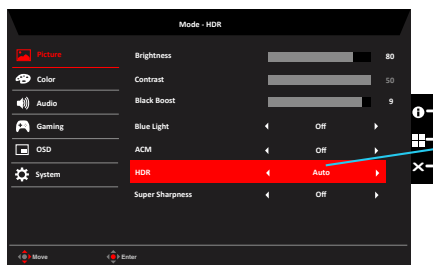 Mode - HDR
Picture
Brightness 80
Color
Contrast 50
Audio
Black Boost 9
Gaming
Blue Light Off
OSD
ACM Off
System
HDR Auto
Super Sharpness Off
Move Enter